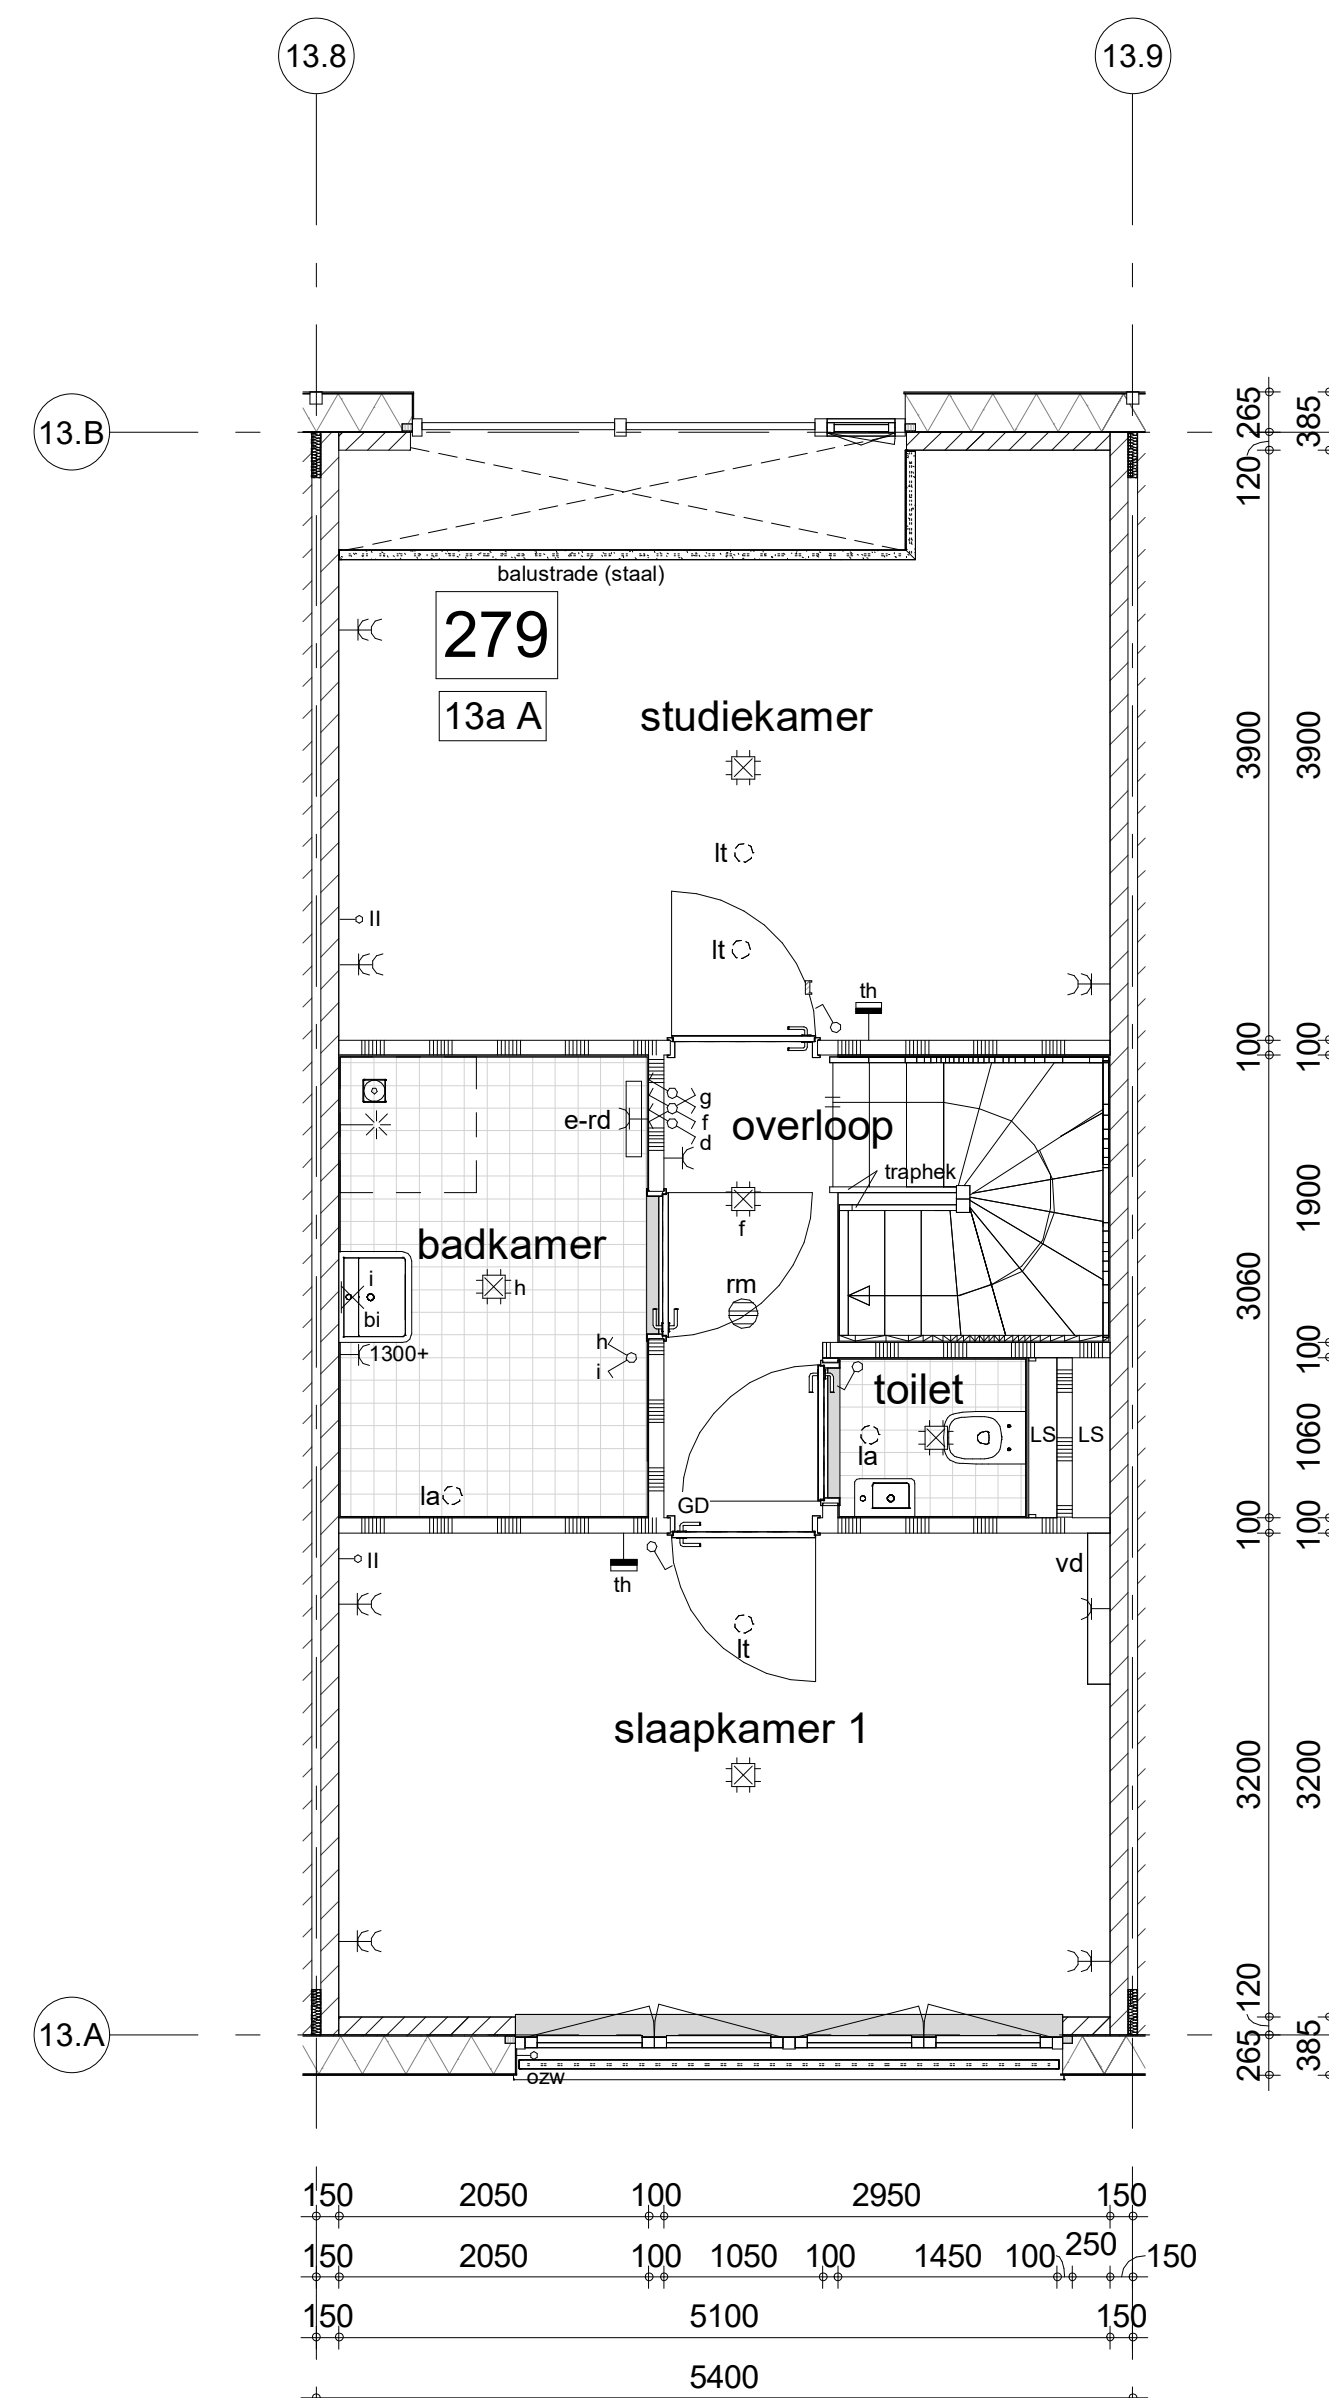 13.8
13.9
13.B
265
385
120
balustrade (staal)
279
13a A
studiekamer
3900
3900
lt
lt
ll
th
100
100
e-rd
g
f
d
overloop
traphek
1900
f
badkamer
h
rm
i
bi
3060
1300+
h
i
100
toilet
la
LS
LS
1060
la
GD
100
100
ll
th
vd
lt
slaapkamer 1
3200
3200
120
13.A
265
385
ozw
150
2050
100
2950
150
150
2050
100
1050
100
1450
100
250
150
150
5100
150
5400